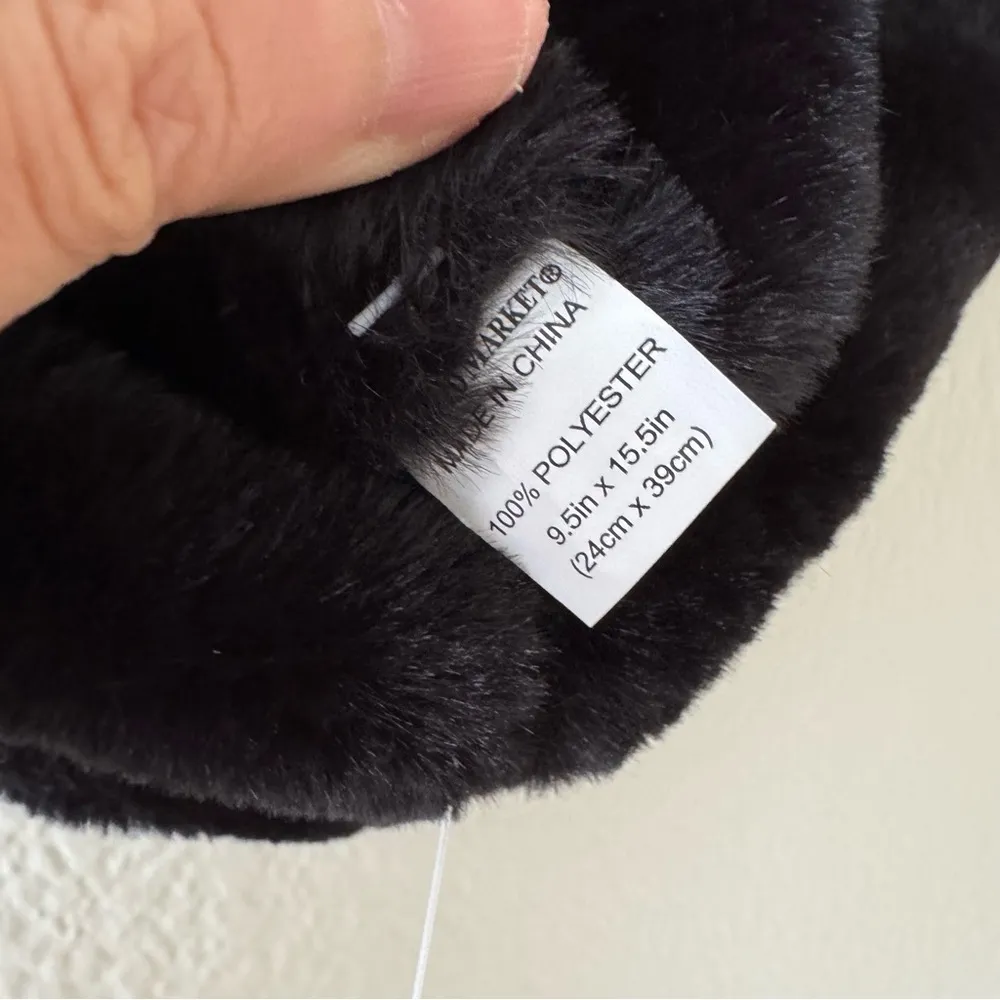 MARKET®
MADE IN CHINA
100% POLYESTER
9.5in x 15.5in
(24cm x 39cm)